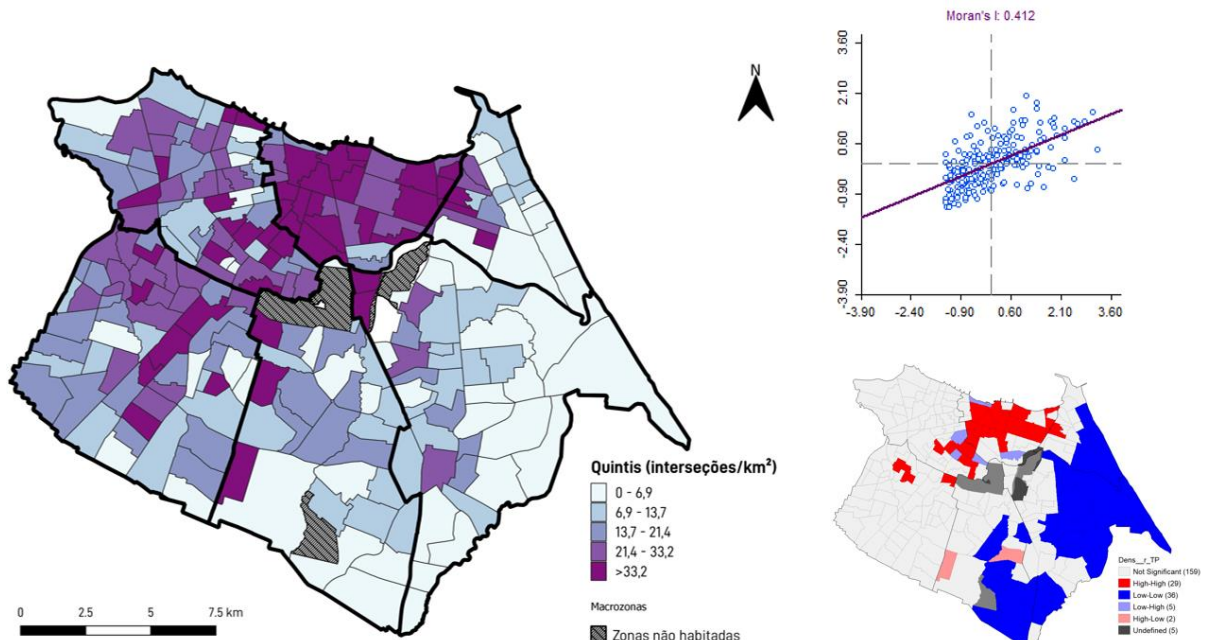 N
Quintis (interseções/km²)
0 - 6,9
6,9 - 13,7
13,7 - 21,4
21,4 - 33,2
>33,2
Macrozonas
Zonas não habitadas
0 2.5 5 7.5 km
Moran's I: 0.412
3.60
2.10
0.60
-0.90
-2.40
-3.90
-3.90 -2.40 -0.90 0.60 2.10 3.60
Dens__r_TP
Not Significant (159)
High-High (29)
Low-Low (36)
Low-High (5)
High-Low (2)
Undefined (5)